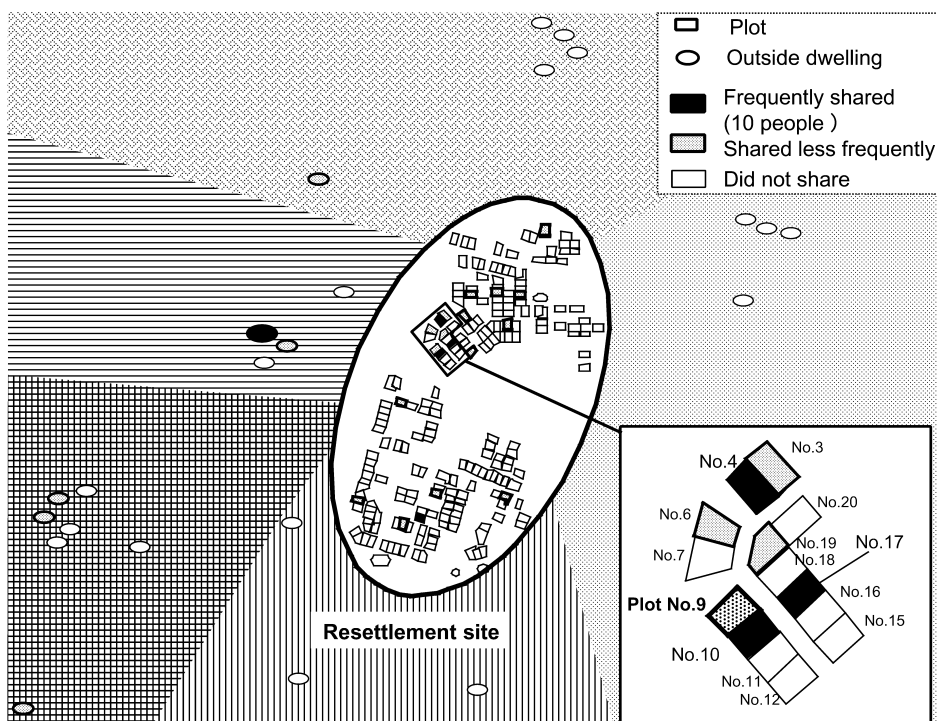 Plot
Outside dwelling
Frequently shared
(10 people )
Shared less frequently
Did not share
Resettlement site
No.3
No.4
No.20
No.6
No.19
No.17
No.7
No.18
No.16
Plot No.9
No.15
No.10
No.11
No.12